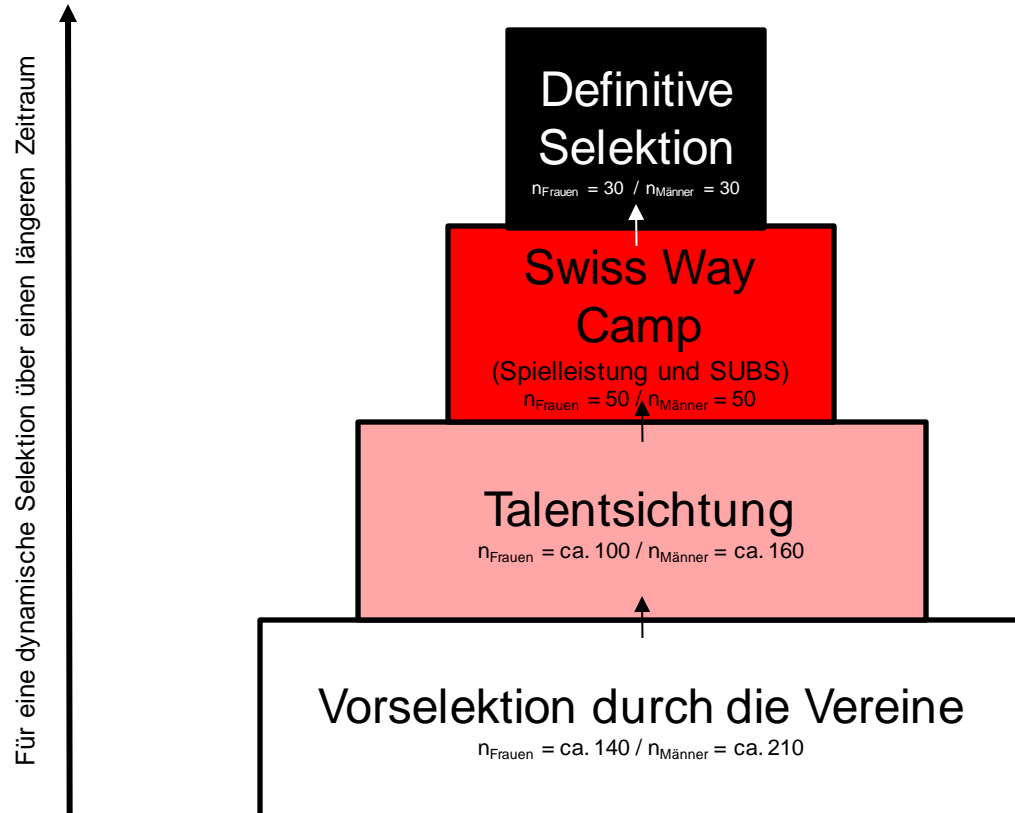 Für eine dynamische Selektion über einen längeren Zeitraum
Definitive
Selektion
nFrauen = 30 / nMänner = 30
Swiss Way
Camp
(Spielleistung und SUBS)
nFrauen = 50 / nMänner = 50
Talentsichtung
nFrauen = ca. 100 / nMänner = ca. 160
Vorselektion durch die Vereine
nFrauen = ca. 140 / nMänner = ca. 210